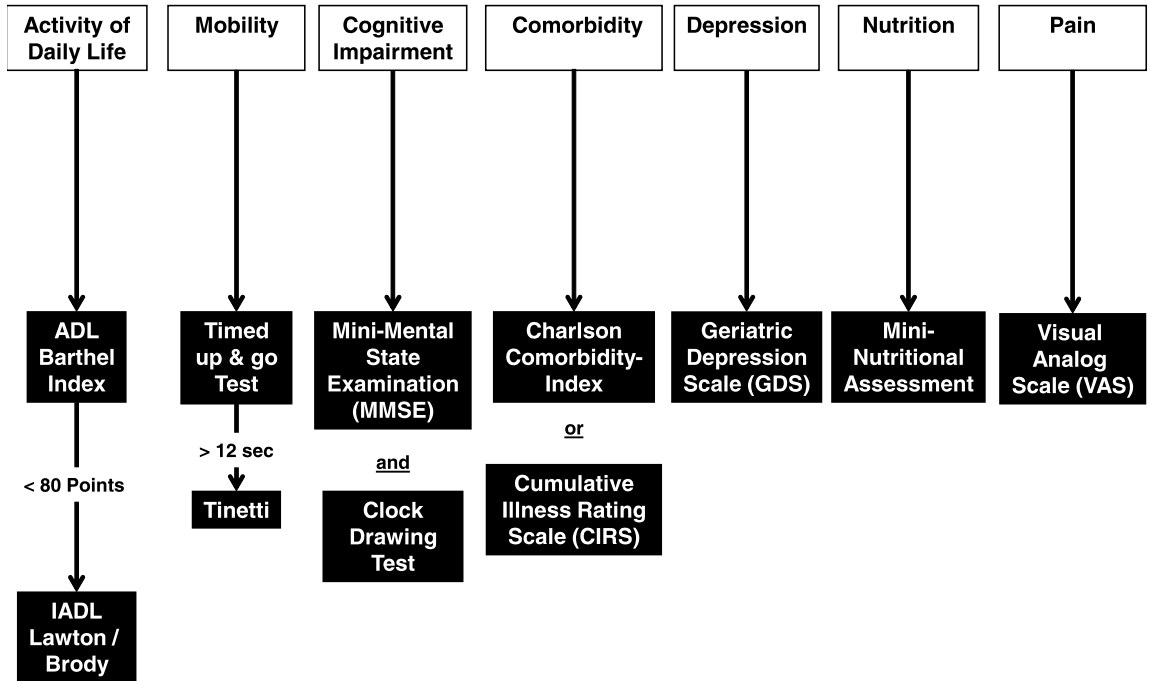 Activity of
Daily Life
Mobility
Cognitive
Impairment
Comorbidity
Depression
Nutrition
Pain
ADL
Barthel
Index
< 80 Points
IADL
Lawton /
Brody
Timed
up & go
Test
> 12 sec
Tinetti
Mini-Mental
State
Examination
(MMSE)
and
Clock
Drawing
Test
Charlson
Comorbidity-
Index
or
Cumulative
Illness Rating
Scale (CIRS)
Geriatric
Depression
Scale (GDS)
Mini-
Nutritional
Assessment
Visual
Analog
Scale (VAS)